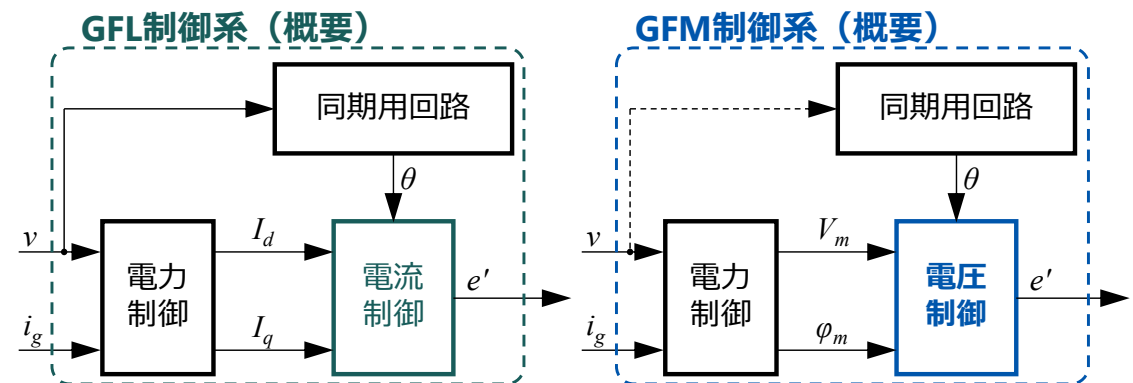 GFL制御系（概要）
同期用回路
θ
v
i_g
電力
制御
I_d
I_q
電流
制御
e′
GFM制御系（概要）
同期用回路
θ
v
i_g
電力
制御
V_m
φ_m
電圧
制御
e′